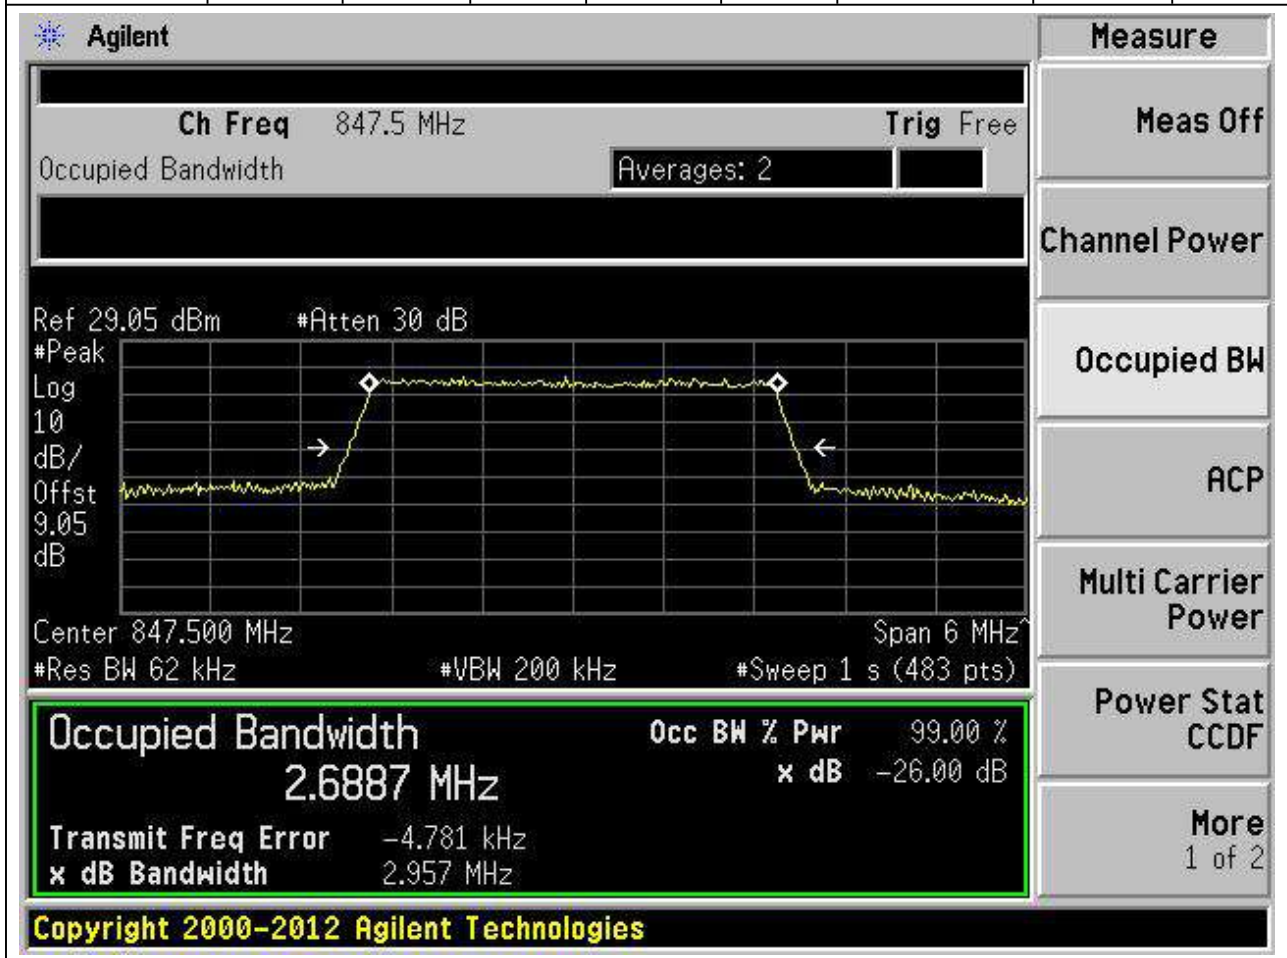 Agilent
Measure
Ch Freq 847.5 MHz Trig Free
Occupied Bandwidth Averages: 2
Meas Off
Channel Power
Occupied BW
ACP
Multi Carrier
Power
Power Stat
CCDF
More
1 of 2
Ref 29.05 dBm #Atten 30 dB
#Peak
Log
10
dB/
Offst
9.05
dB
Center 847.500 MHz Span 6 MHz^
#Res BW 62 kHz #VBW 200 kHz #Sweep 1 s (483 pts)
Occupied Bandwidth Occ BW % Pwr 99.00 %
2.6887 MHz x dB -26.00 dB
Transmit Freq Error -4.781 kHz
x dB Bandwidth 2.957 MHz
Copyright 2000-2012 Agilent Technologies